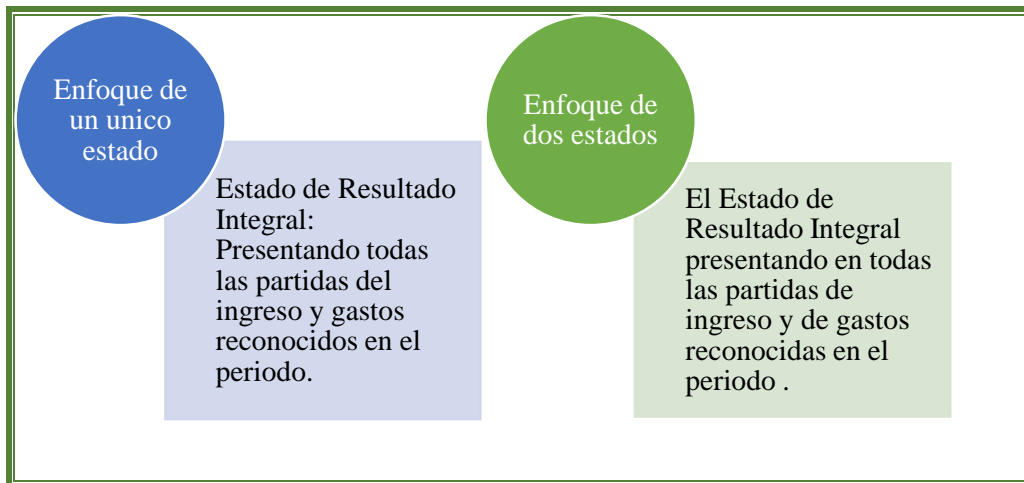 Enfoque de
un unico
estado
Estado de Resultado
Integral:
Presentando todas
las partidas del
ingreso y gastos
reconocidos en el
periodo.
Enfoque de
dos estados
El Estado de
Resultado Integral
presentando en todas
las partidas de
ingreso y de gastos
reconocidas en el
periodo .